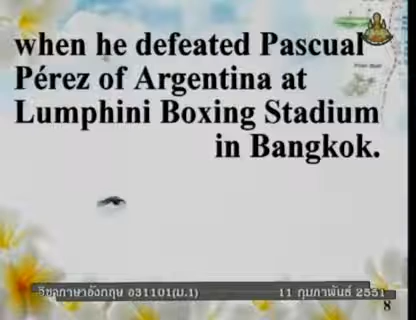 when he defeated Pascual
Pérez of Argentina at
Lumphini Boxing Stadium
in Bangkok.
วิชาภาษาอังกฤษ อ31101(ม.1)
11 กุมภาพันธ์ 2551
8